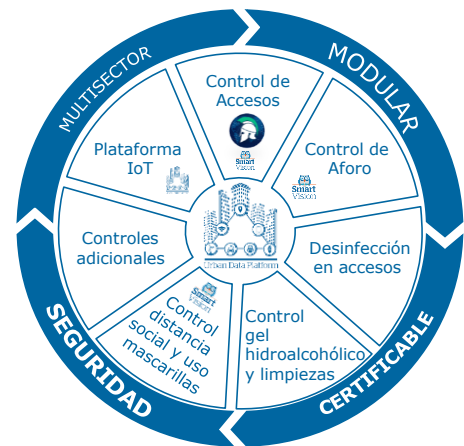 MULTISECTOR
MODULAR
CERTIFICABLE
SEGURIDAD
Control de
Accesos
Smart
Vision
Control de
Aforo
Smart
Vision
Desinfección
en accesos
Control
gel
hidroalcohólico
y limpiezas
Smart
Vision
Control
distancia
social y uso
mascarillas
Controles
adicionales
Plataforma
IoT
Urban Data Platform